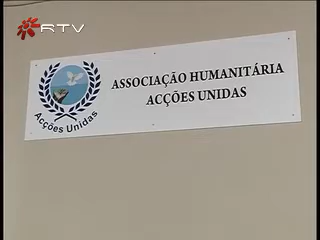 RTV
ASSOCIAÇÃO HUMANITÁRIA
ACÇÕES UNIDAS
Acções Unidas